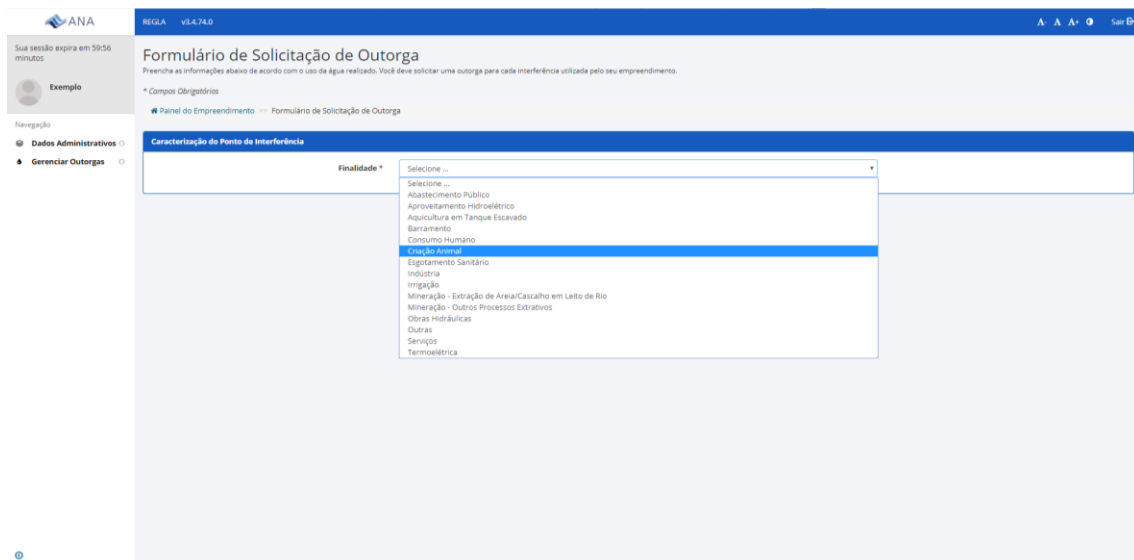 ANA
REGLA v3.4.74.0
A- A A+ Sair
Sua sessão expira em 59:56
minutos
Exemplo
Navegação
Dados Administrativos
Gerenciar Outorgas
Formulário de Solicitação de Outorga
Preencha as informações abaixo de acordo com o uso da água realizado. Você deve solicitar uma outorga para cada interferência utilizada pelo seu empreendimento.
* Campos Obrigatórios
Painel do Empreendimento >> Formulário de Solicitação de Outorga
Caracterização do Ponto de Interferência
Finalidade * Selecione ...
Selecione ...
Abastecimento Público
Aproveitamento Hidroelétrico
Aquicultura em Tanque Escavado
Barramento
Consumo Humano
Criação Animal
Esgotamento Sanitário
Indústria
Irrigação
Mineração - Extração de Areia/Cascalho em Leito de Rio
Mineração - Outros Processos Extrativos
Obras Hidráulicas
Outras
Serviços
Termoelétrica